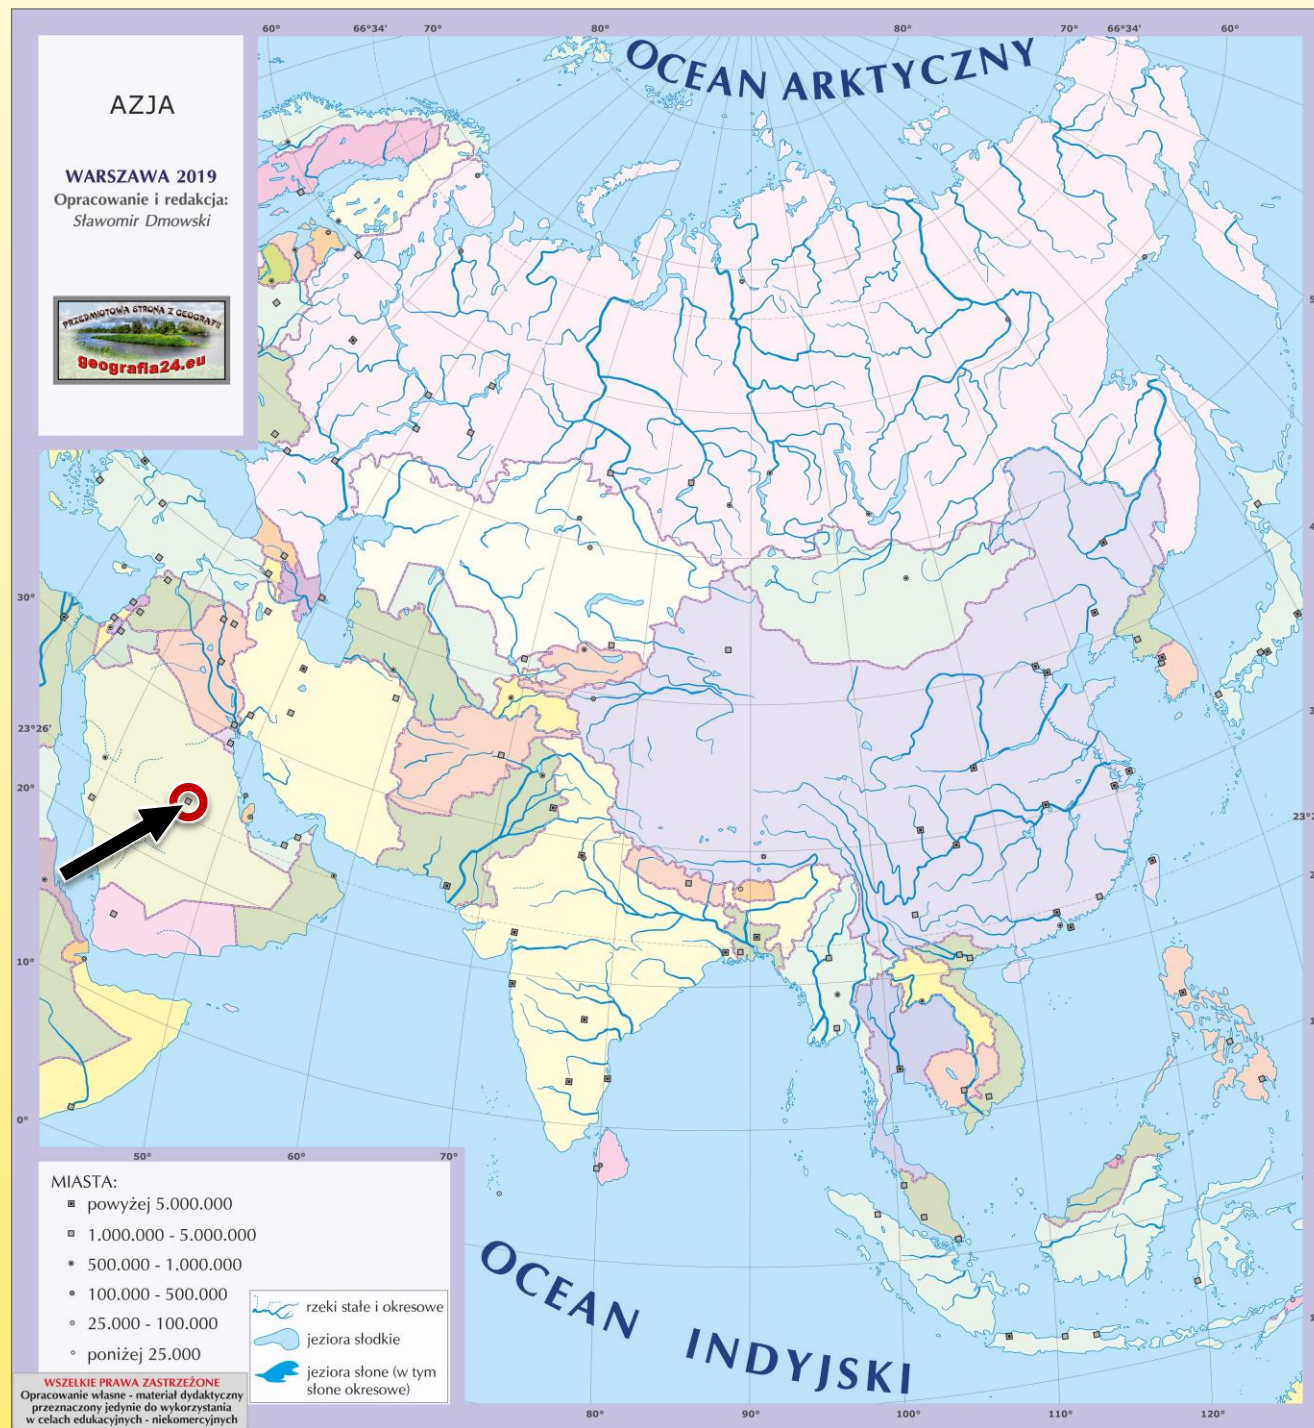 60° 66°34' 70° 80° 80° 70° 66°34' 60°
OCEAN ARKTYCZNY
AZJA
WARSZAWA 2019
Opracowanie i redakcja:
Sławomir Dmowski
PRZEDMIOTOWA STRONA Z GEOGRAFII
geografia24.eu
30°
23°26'
20°
10°
0°
50° 60° 70°
MIASTA:
powyżej 5.000.000
1.000.000 - 5.000.000
500.000 - 1.000.000
100.000 - 500.000
25.000 - 100.000
poniżej 25.000
rzeki stałe i okresowe
jeziora słodkie
jeziora słone (w tym
słone okresowe)
WSZELKIE PRAWA ZASTRZEŻONE
Opracowanie własne - materiał dydaktyczny
przeznaczony jedynie do wykorzystania
w celach edukacyjnych - niekomercyjnych
OCEAN INDYJSKI
80° 90° 100° 110° 120°